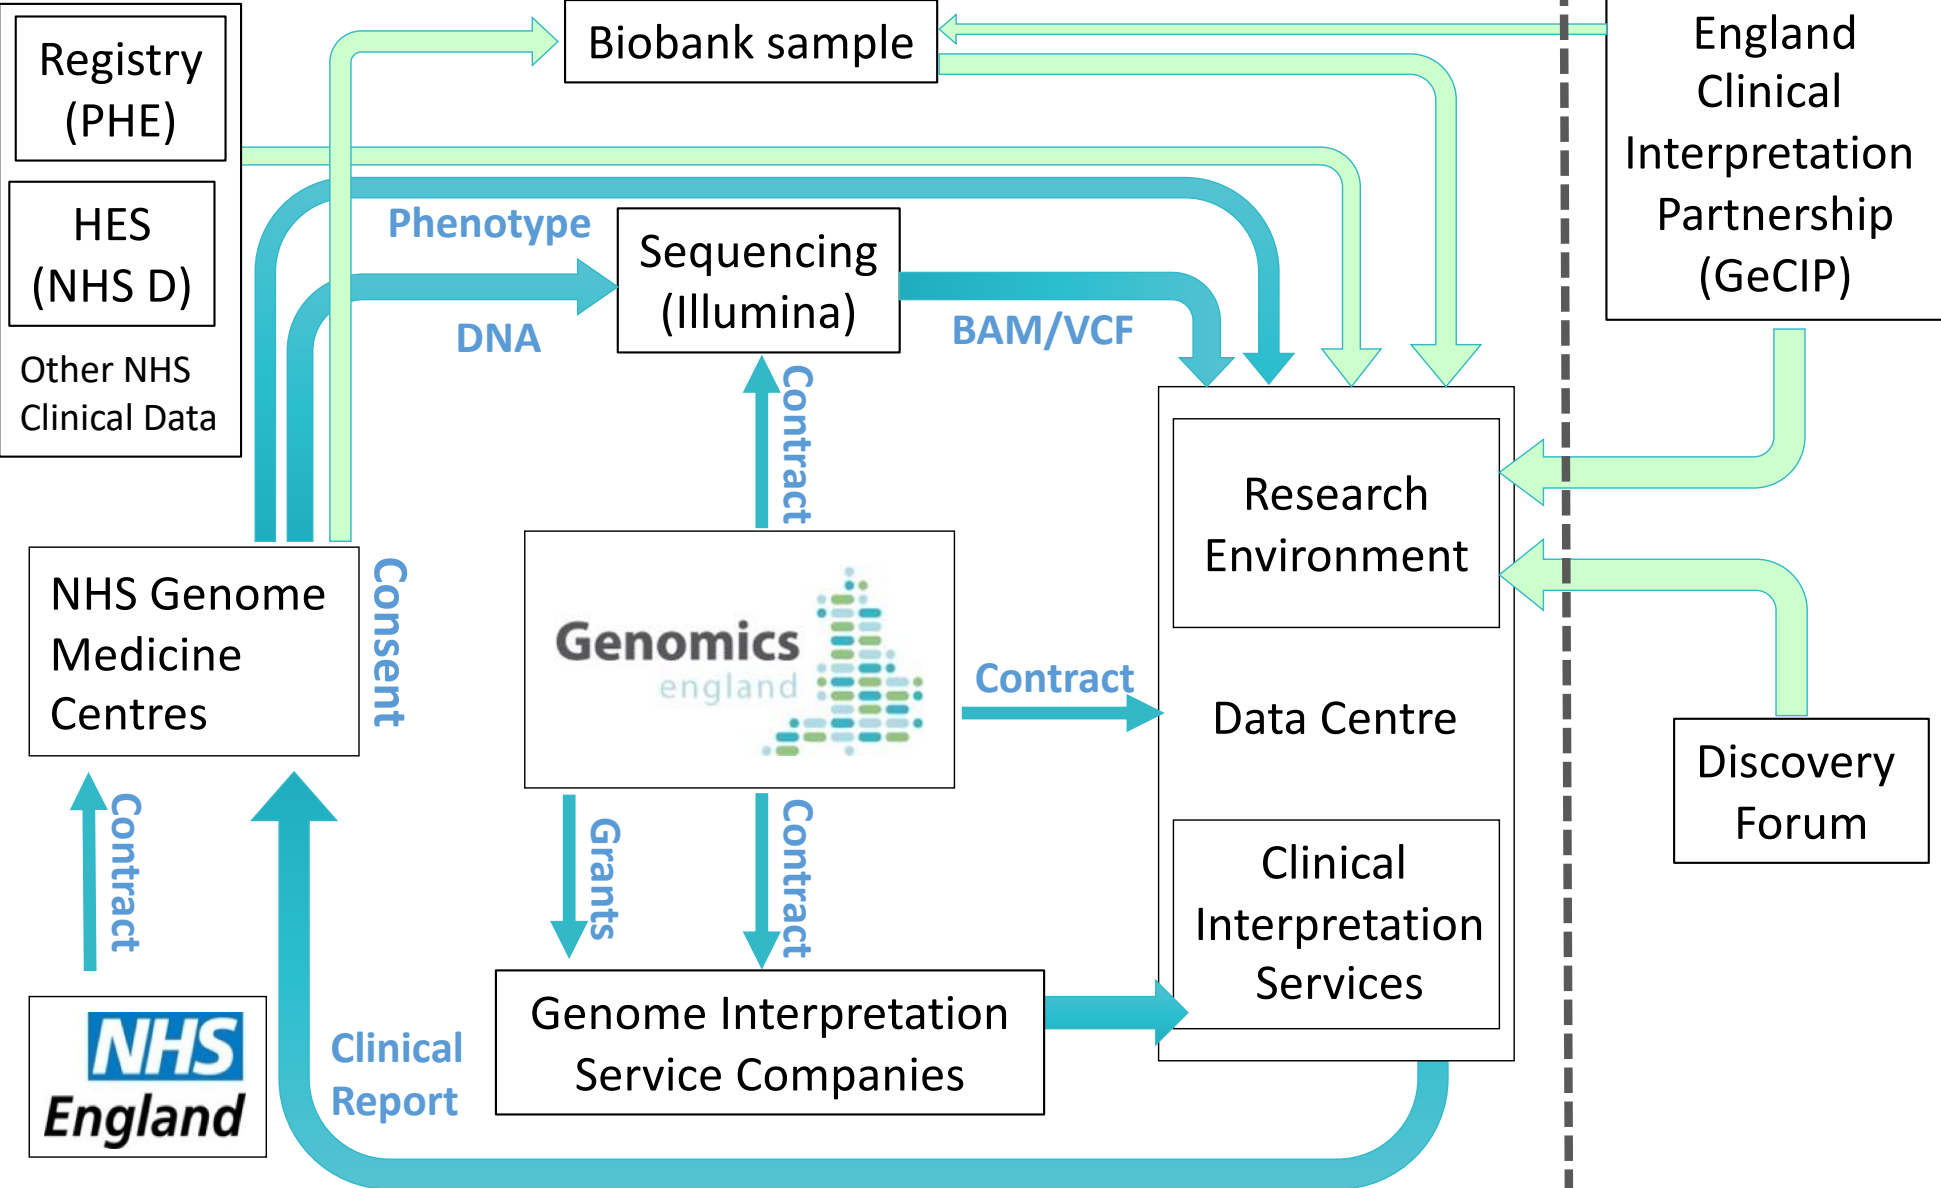 Registry
(PHE)
HES
(NHS D)
Other NHS
Clinical Data
Biobank sample
England
Clinical
Interpretation
Partnership
(GeCIP)
Phenotype
DNA
Sequencing
(Illumina)
BAM/VCF
Contract
Research
Environment
NHS Genome
Medicine
Centres
Consent
Genomics
england
Contract
Data Centre
Discovery
Forum
Contract
Grants
Contract
Clinical
Interpretation
Services
NHS
England
Clinical
Report
Genome Interpretation
Service Companies